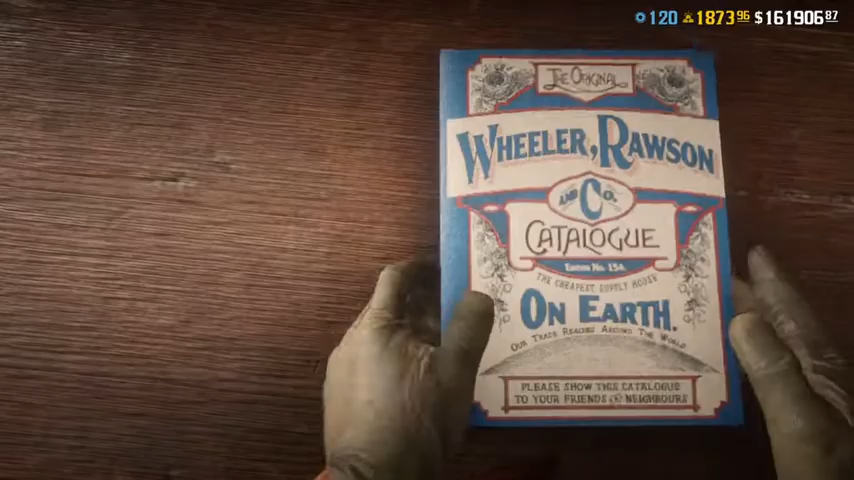 120 1873 96 $161906 87
The Original
Wheeler, Rawson
and Co.
Catalogue
Edition No. 154.
The Cheapest Supply House
On Earth.
Our Trade Reaches Around The World
Please show this catalogue
to your friends and neighbours